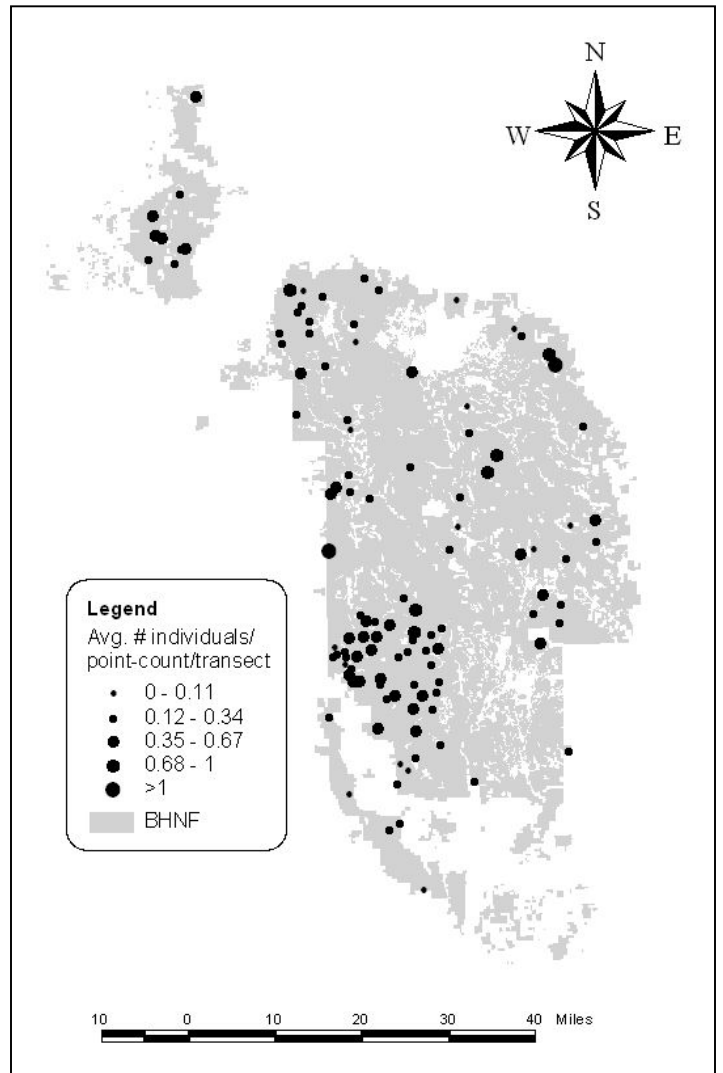 N
W E
S
Legend
Avg. # individuals/
point-count/transect
0 - 0.11
0.12 - 0.34
0.35 - 0.67
0.68 - 1
>1
BHNF
10 0 10 20 30 40 Miles